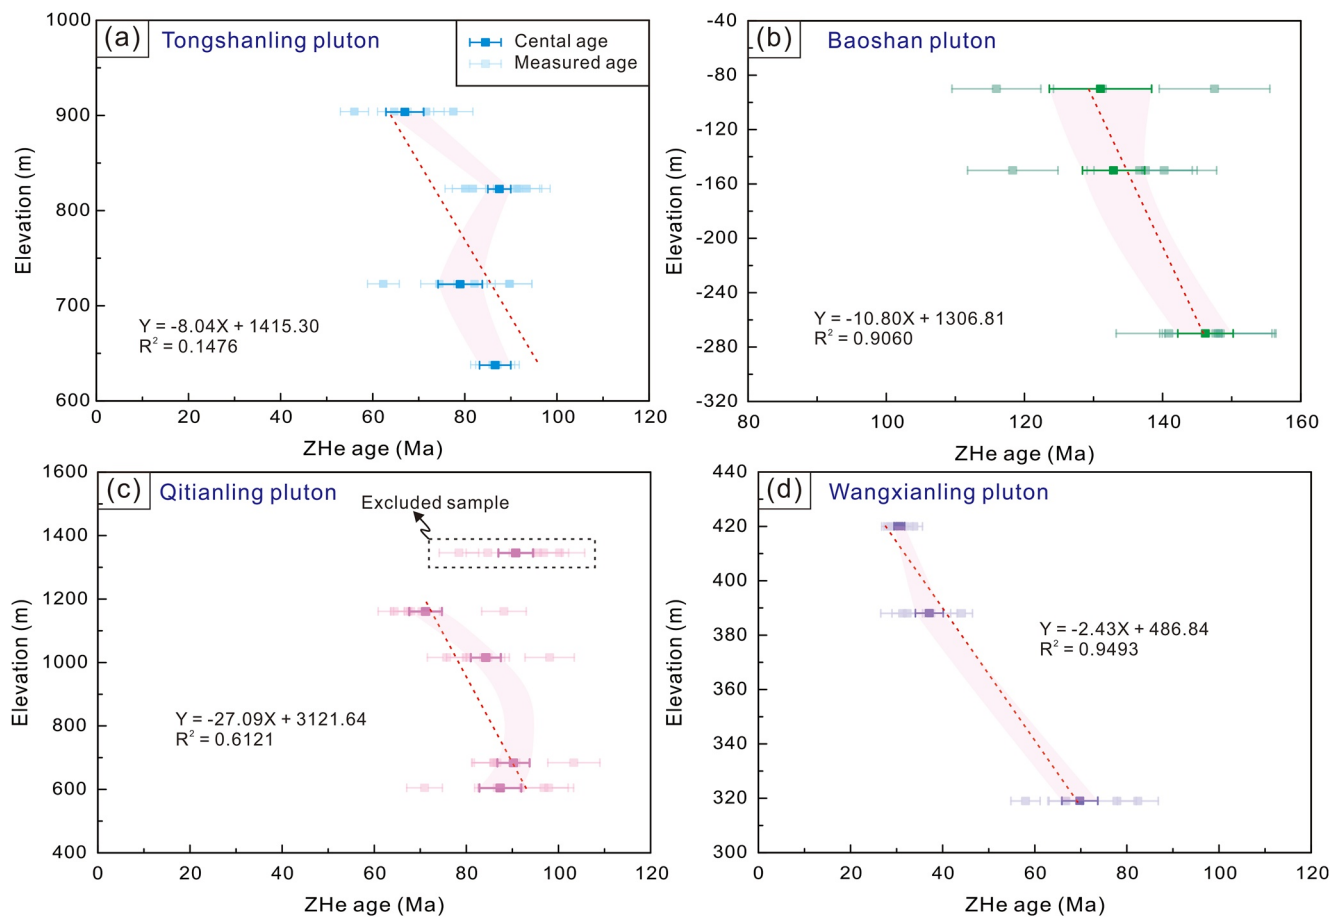 (a)
Tongshanling pluton
Cental age
Measured age
1000
900
800
700
600
Elevation (m)
Y = -8.04X + 1415.30
R² = 0.1476
0 20 40 60 80 100 120
ZHe age (Ma)
(b)
Baoshan pluton
-40
-80
-120
-160
-200
-240
-280
-320
Elevation (m)
Y = -10.80X + 1306.81
R² = 0.9060
80 100 120 140 160
ZHe age (Ma)
(c)
Qitianling pluton
Excluded sample
1600
1400
1200
1000
800
600
400
Elevation (m)
Y = -27.09X + 3121.64
R² = 0.6121
0 20 40 60 80 100 120
ZHe age (Ma)
(d)
Wangxianling pluton
440
420
400
380
360
340
320
300
Elevation (m)
Y = -2.43X + 486.84
R² = 0.9493
0 20 40 60 80 100 120
ZHe age (Ma)